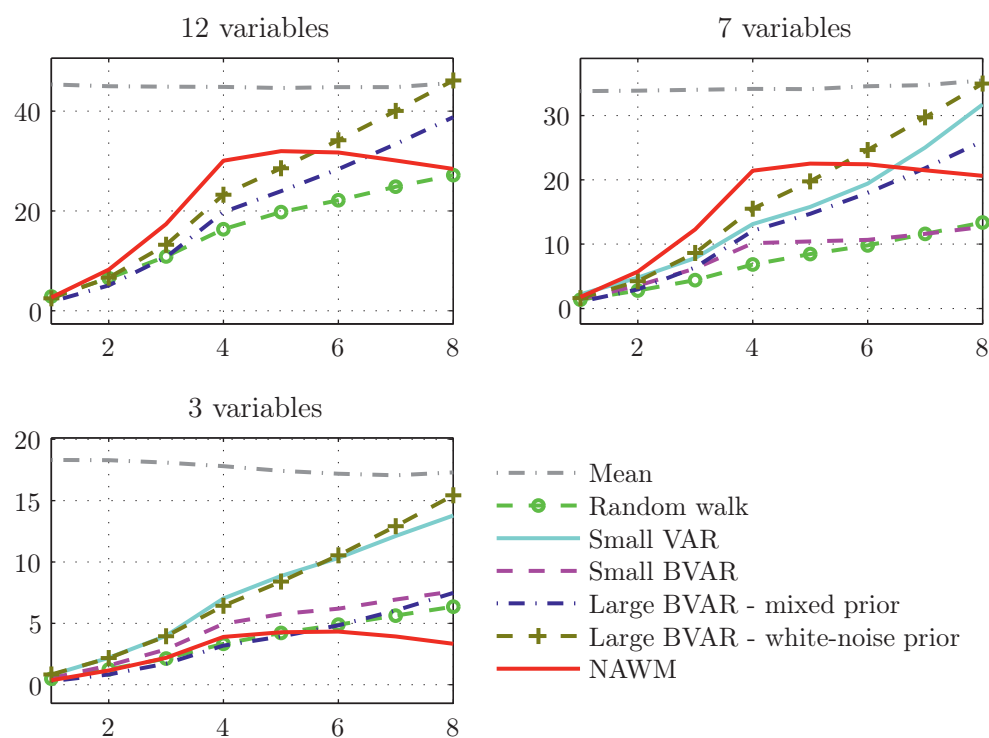 12 variables
40
20
0
2 4 6 8
7 variables
30
20
10
0
2 4 6 8
3 variables
20
15
10
5
0
2 4 6 8
Mean
Random walk
Small VAR
Small BVAR
Large BVAR - mixed prior
Large BVAR - white-noise prior
NAWM